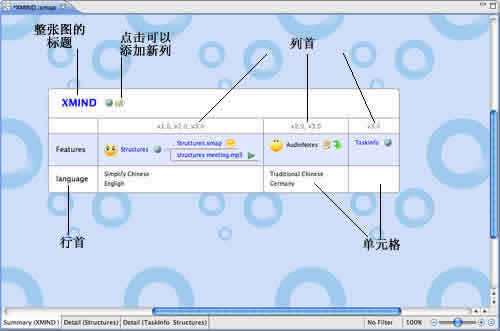 *XMIND .xmap
整张图的
标题
点击可以
添加新列
列首
XMIND
v1.0, v2.0, v3.0
v2.0, v3.0
v3.0
Features
Structures
Structures.xmap
structures meeting.mp3
AudioNotes
TaskInfo
language
Simplify Chinese
Engligh
Traditional Chinese
Germany
行首
单元格
Summary (XMIND )
Detail (Structures)
Detail (TaskInfo Structures)
No Filter
100%